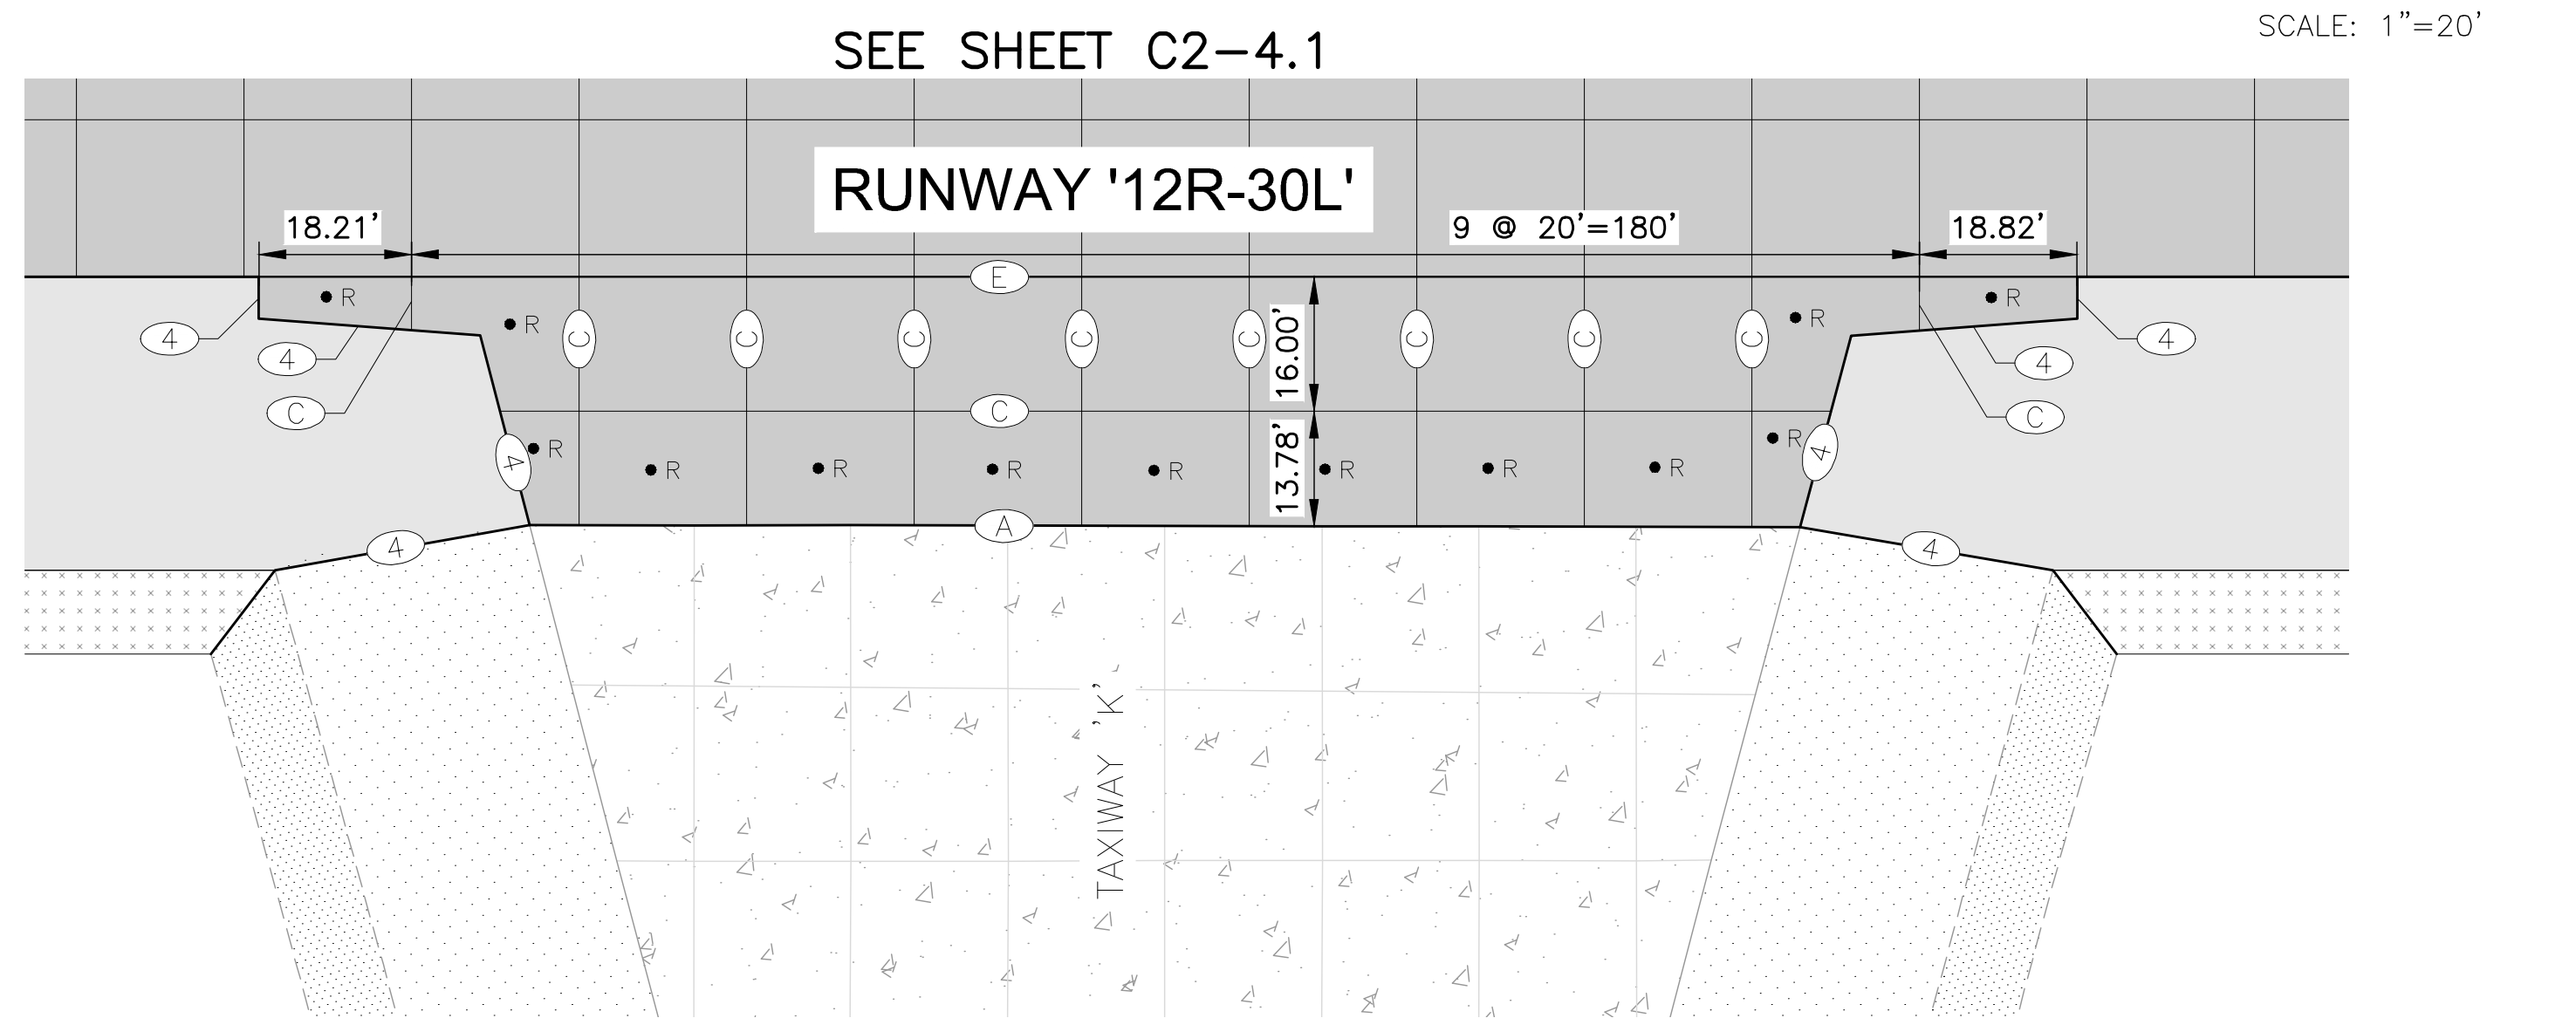 SCALE: 1"=20'
SEE SHEET C2-4.1
RUNWAY '12R-30L'
18.21'
9 @ 20'=180'
18.82'
E
R
R
R
R
4
4
C
C
C
C
C
C
C
C
C
16.00'
4
4
C
C
R
R
4
4
R
R
R
R
R
R
R
13.78'
A
4
4
TAXIWAY 'K'